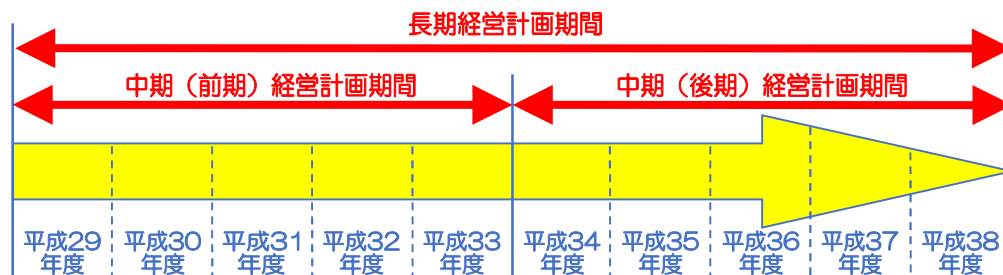 長期経営計画期間
中期（前期）経営計画期間
中期（後期）経営計画期間
平成29
年度
平成30
年度
平成31
年度
平成32
年度
平成33
年度
平成34
年度
平成35
年度
平成36
年度
平成37
年度
平成38
年度